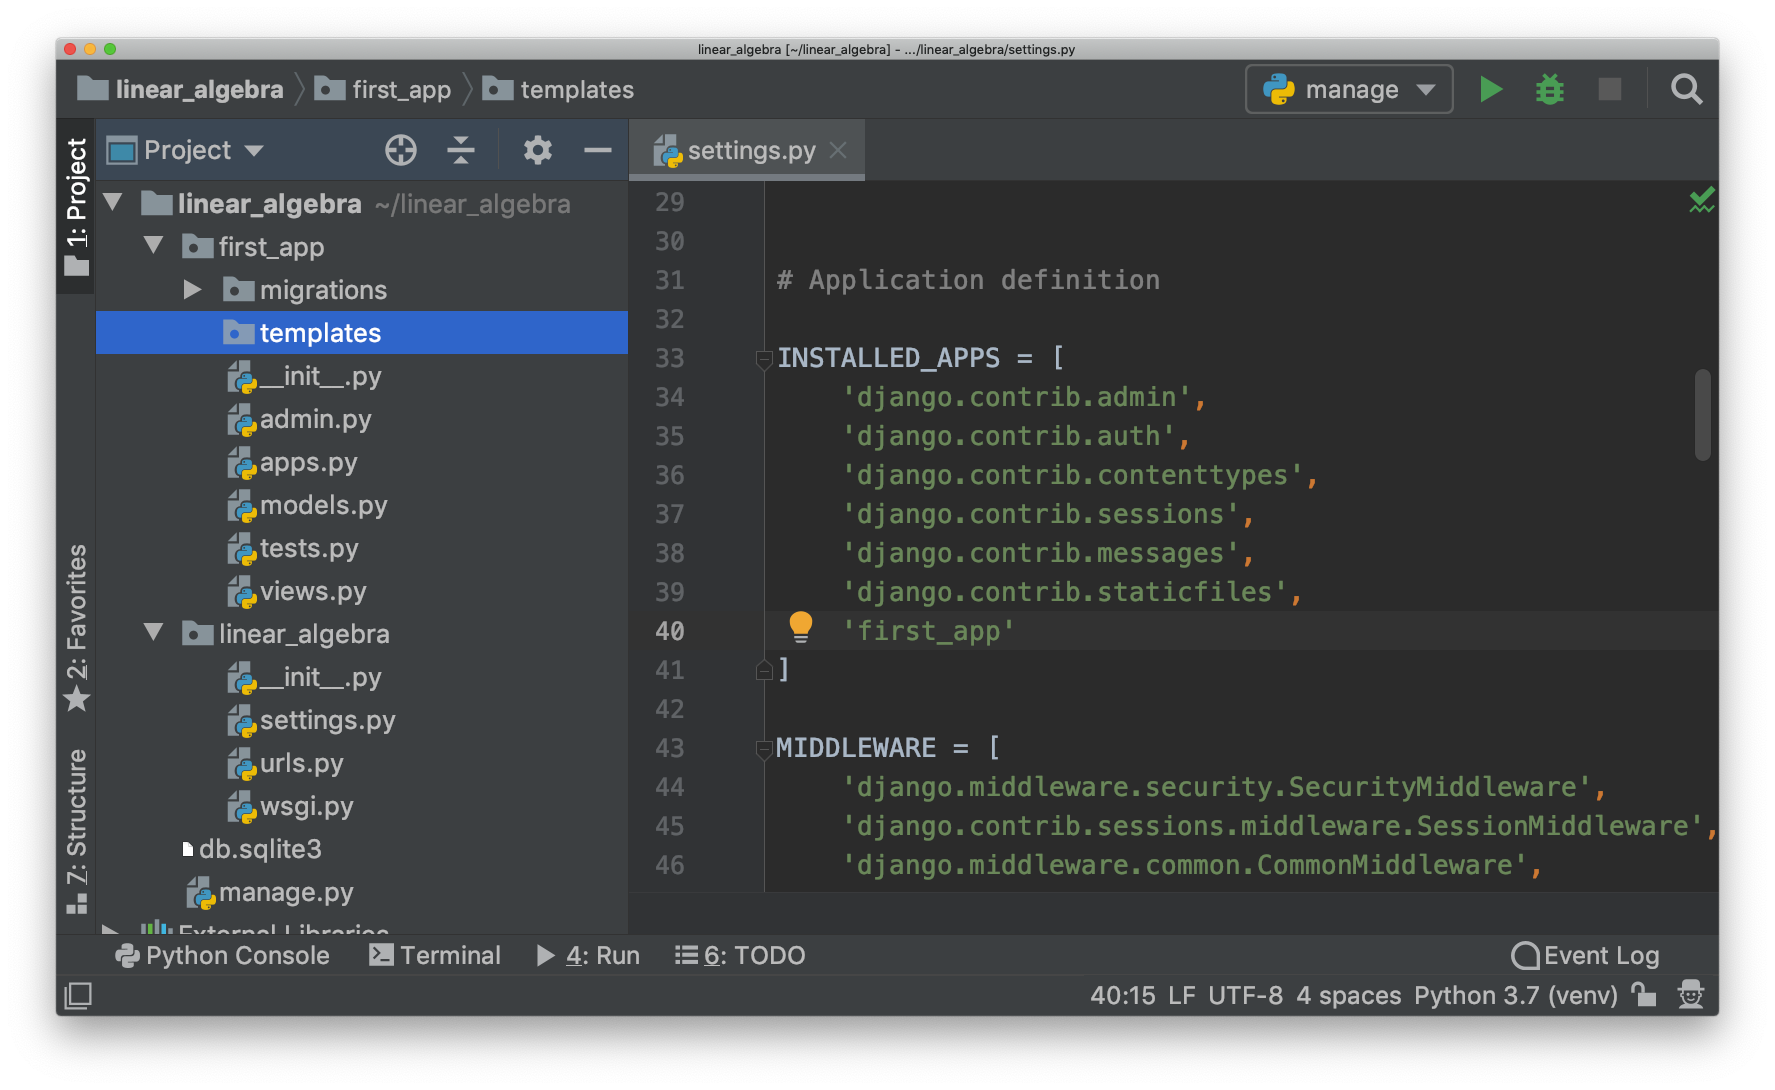 linear_algebra [~/linear_algebra] - .../linear_algebra/settings.py
linear_algebra first_app templates
manage
1: Project
2: Favorites
7: Structure
Project
linear_algebra ~/linear_algebra
first_app
migrations
templates
__init__.py
admin.py
apps.py
models.py
tests.py
views.py
linear_algebra
__init__.py
settings.py
urls.py
wsgi.py
db.sqlite3
manage.py
External Libraries
settings.py
29
30
31 # Application definition
32
33 INSTALLED_APPS = [
34 'django.contrib.admin',
35 'django.contrib.auth',
36 'django.contrib.contenttypes',
37 'django.contrib.sessions',
38 'django.contrib.messages',
39 'django.contrib.staticfiles',
40 'first_app'
41 ]
42
43 MIDDLEWARE = [
44 'django.middleware.security.SecurityMiddleware',
45 'django.contrib.sessions.middleware.SessionMiddleware',
46 'django.middleware.common.CommonMiddleware',
Python Console Terminal 4: Run 6: TODO Event Log
40:15 LF UTF-8 4 spaces Python 3.7 (venv)